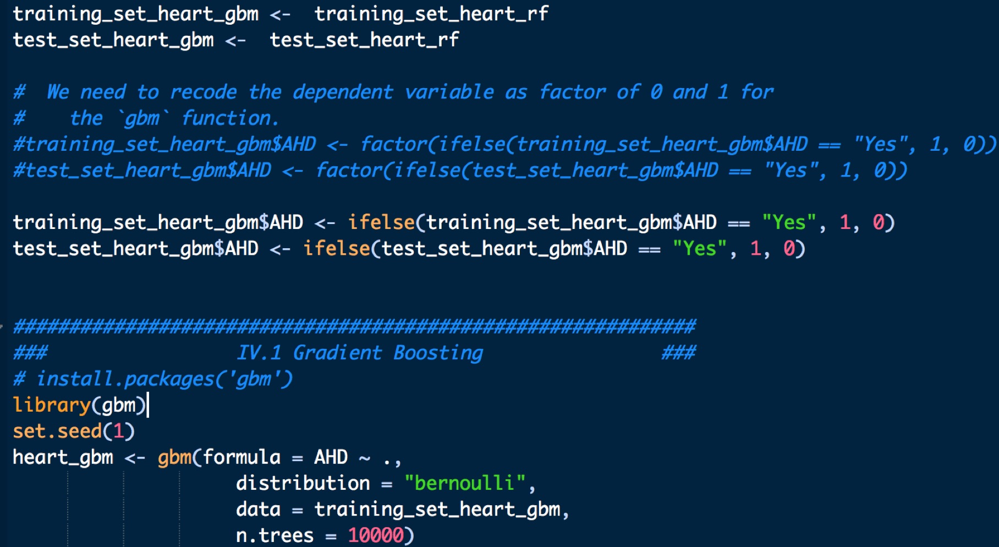 training_set_heart_gbm <-  training_set_heart_rf
test_set_heart_gbm <-  test_set_heart_rf
#  We need to recode the dependent variable as factor of 0 and 1 for
#    the `gbm` function.
#training_set_heart_gbm$AHD <- factor(ifelse(training_set_heart_gbm$AHD == "Yes", 1, 0))
#test_set_heart_gbm$AHD <- factor(ifelse(test_set_heart_gbm$AHD == "Yes", 1, 0))
training_set_heart_gbm$AHD <- ifelse(training_set_heart_gbm$AHD == "Yes", 1, 0)
test_set_heart_gbm$AHD <- ifelse(test_set_heart_gbm$AHD == "Yes", 1, 0)
#############################################################
###                 IV.1 Gradient Boosting                ###
# install.packages('gbm')
library(gbm)
set.seed(1)
heart_gbm <- gbm(formula = AHD ~ .,
                    distribution = "bernoulli",
                    data = training_set_heart_gbm,
                    n.trees = 10000)